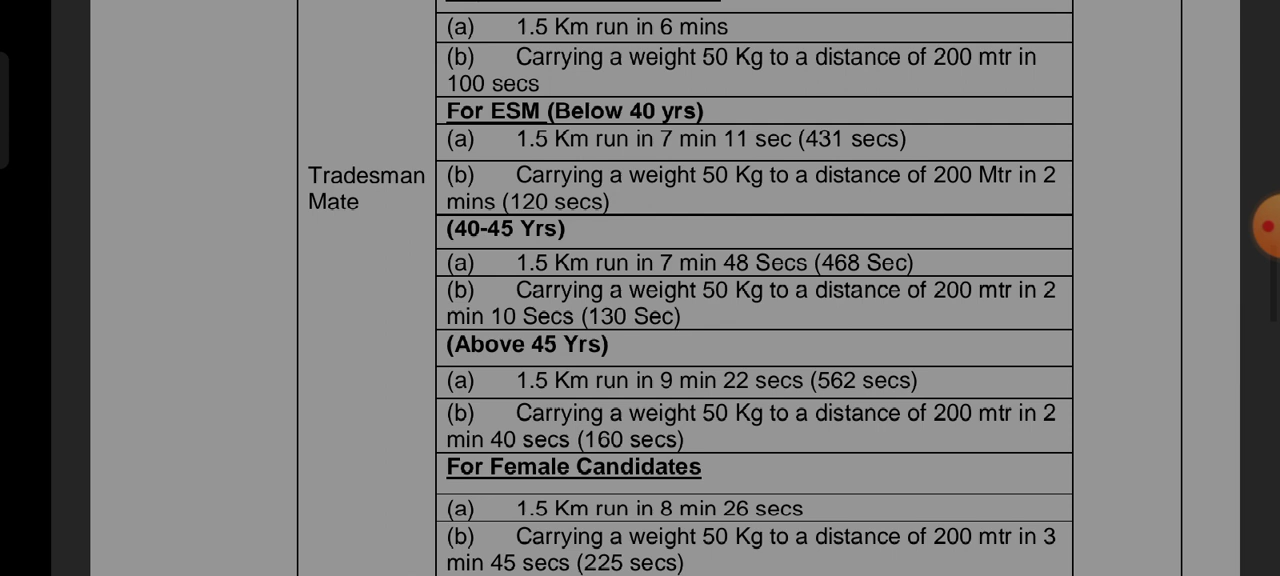 (a) 1.5 Km run in 6 mins
(b) Carrying a weight 50 Kg to a distance of 200 mtr in
100 secs
For ESM (Below 40 yrs)
(a) 1.5 Km run in 7 min 11 sec (431 secs)
Tradesman
Mate
(b) Carrying a weight 50 Kg to a distance of 200 Mtr in 2
mins (120 secs)
(40-45 Yrs)
(a) 1.5 Km run in 7 min 48 Secs (468 Sec)
(b) Carrying a weight 50 Kg to a distance of 200 mtr in 2
min 10 Secs (130 Sec)
(Above 45 Yrs)
(a) 1.5 Km run in 9 min 22 secs (562 secs)
(b) Carrying a weight 50 Kg to a distance of 200 mtr in 2
min 40 secs (160 secs)
For Female Candidates
(a) 1.5 Km run in 8 min 26 secs
(b) Carrying a weight 50 Kg to a distance of 200 mtr in 3
min 45 secs (225 secs)